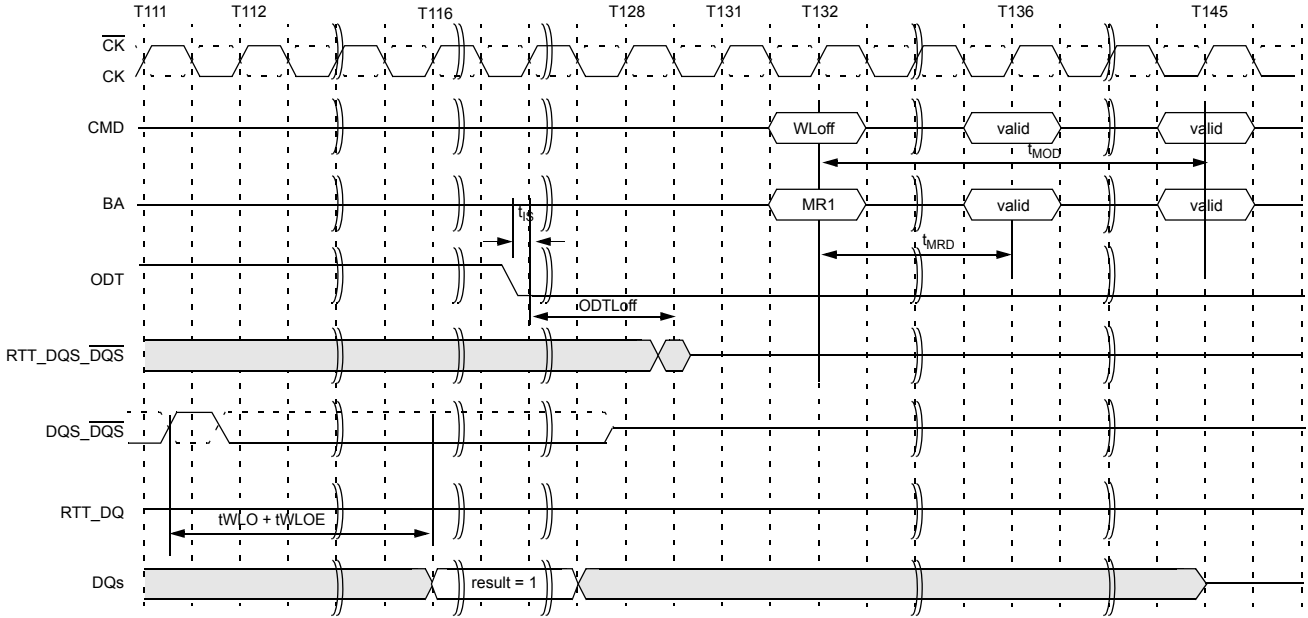 T111 T112 T116 T128 T131 T132 T136 T145
CK
CK
CMD WLoff valid valid
tMOD
BA MR1 valid valid
tIS
tMRD
ODT
ODTLoff
RTT_DQS_DQS
DQS_DQS
RTT_DQ
tWLO + tWLOE
DQs result = 1